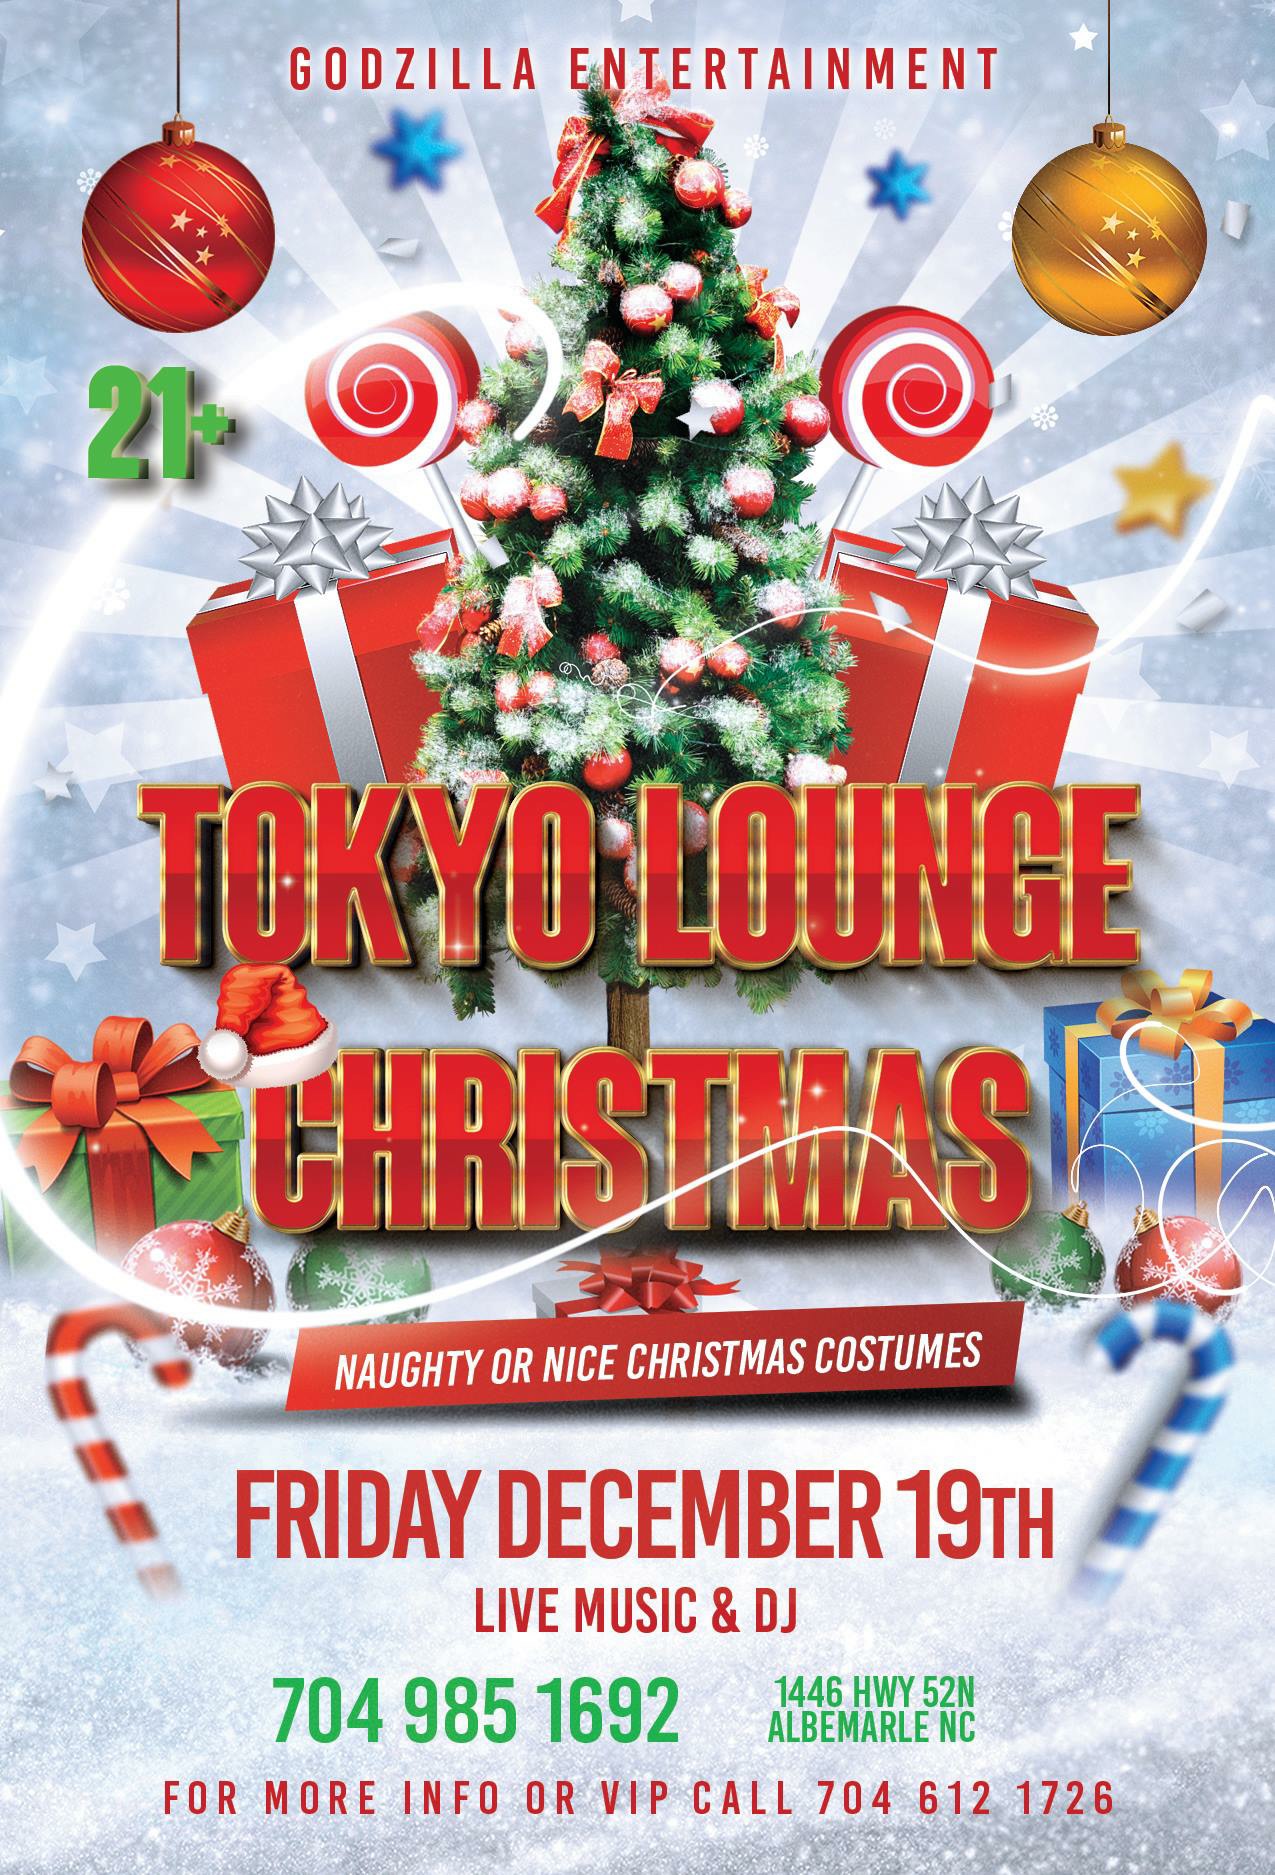 GODZILLA ENTERTAINMENT
21+
TOKYO LOUNGE
CHRISTMAS
NAUGHTY OR NICE CHRISTMAS COSTUMES
FRIDAY DECEMBER 19TH
LIVE MUSIC & DJ
704 985 1692
1446 HWY 52N
ALBEMARLE NC
FOR MORE INFO OR VIP CALL 704 612 1726